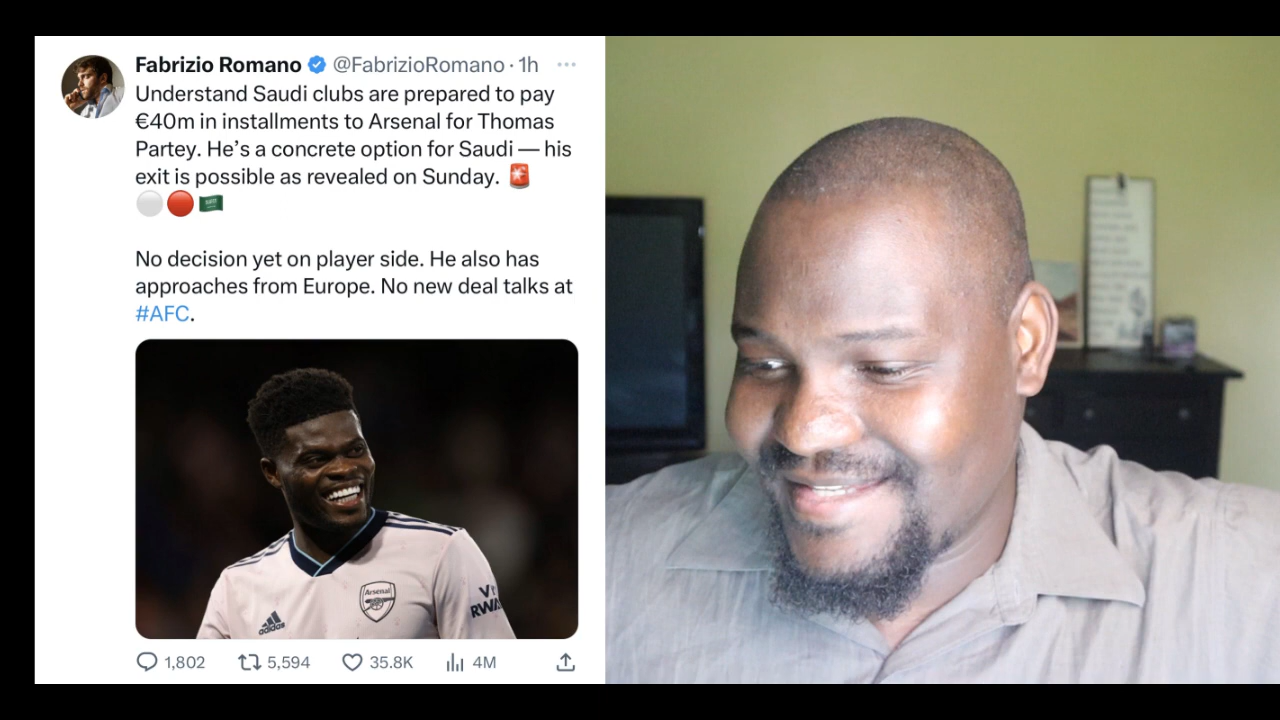 Fabrizio Romano @FabrizioRomano · 1h
Understand Saudi clubs are prepared to pay
€40m in installments to Arsenal for Thomas
Partey. He’s a concrete option for Saudi — his
exit is possible as revealed on Sunday. 🚨
⚪️🔴🇸🇦
No decision yet on player side. He also has
approaches from Europe. No new deal talks at
#AFC.
Arsenal
adidas
RWA
1,802 5,594 35.8K 4M